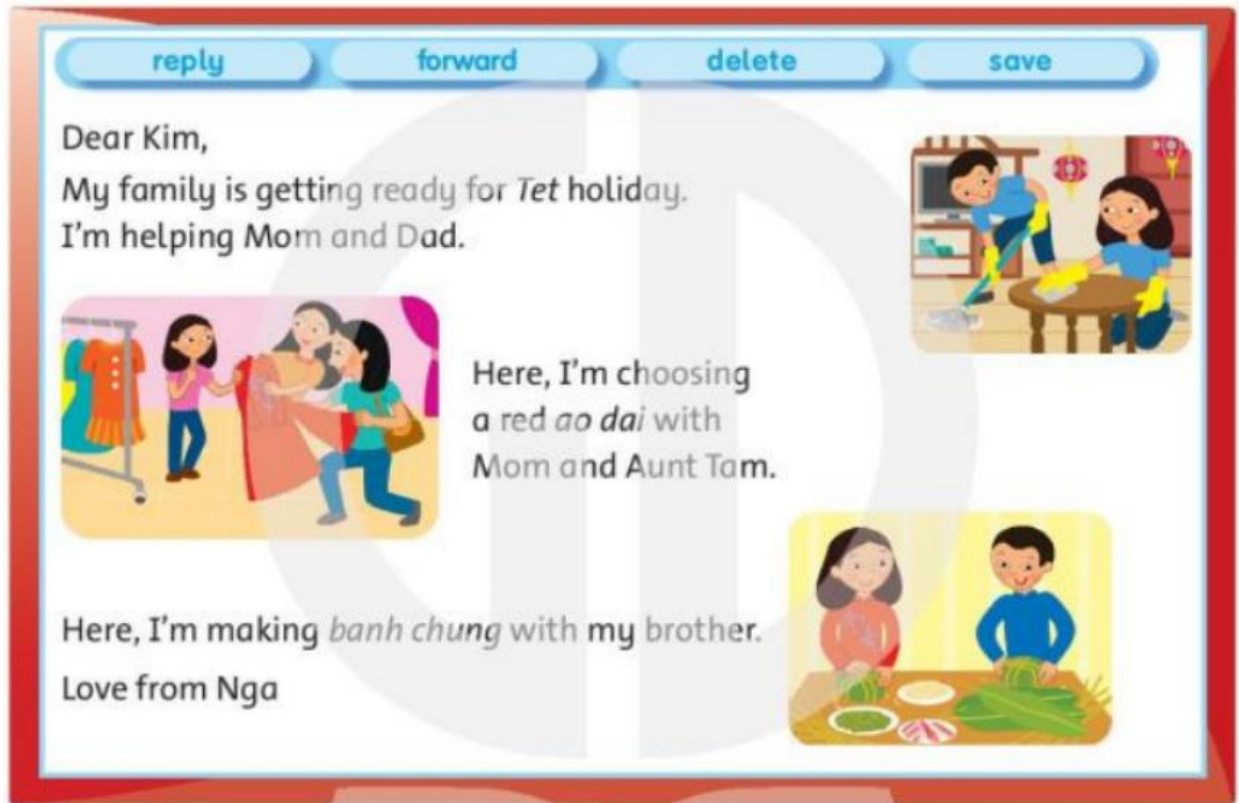 reply forward delete save
Dear Kim,
My family is getting ready for Tet holiday.
I'm helping Mom and Dad.
Here, I'm choosing
a red ao dai with
Mom and Aunt Tam.
Here, I'm making banh chung with my brother.
Love from Nga